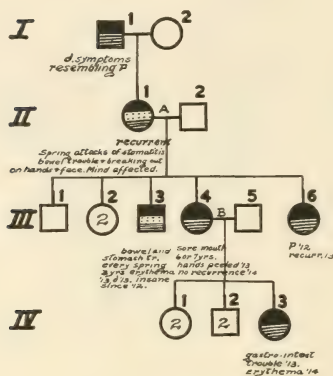 I
1
2
d. symptoms
resembling P
II
1
A
2
recurrent
Spring attacks of stomatitis
bowel trouble + breaking out
on hands + face. Mind affected.
III
1
2
2
3
4
B
5
6
bowel and
stomach tr.
every spring
3 yrs erythema
'13 d'13. insane
since '12.
Sore mouth
6 or 7 yrs.
hands peeled '13
no recurrence '14
P '12
recurr. 13
IV
1
1
2
2
3
gastro-intest
trouble '13.
Erythema '14